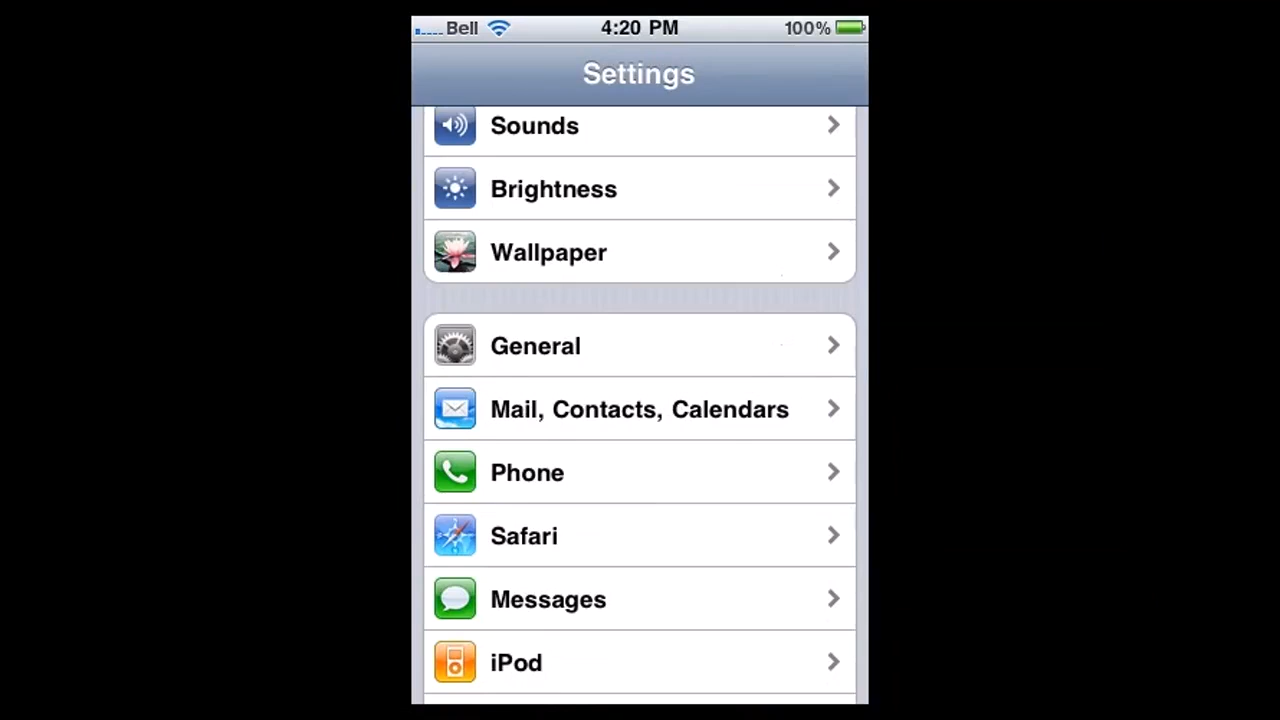 Bell 4:20 PM 100%
Settings
Sounds
Brightness
Wallpaper
General
Mail, Contacts, Calendars
Phone
Safari
Messages
iPod